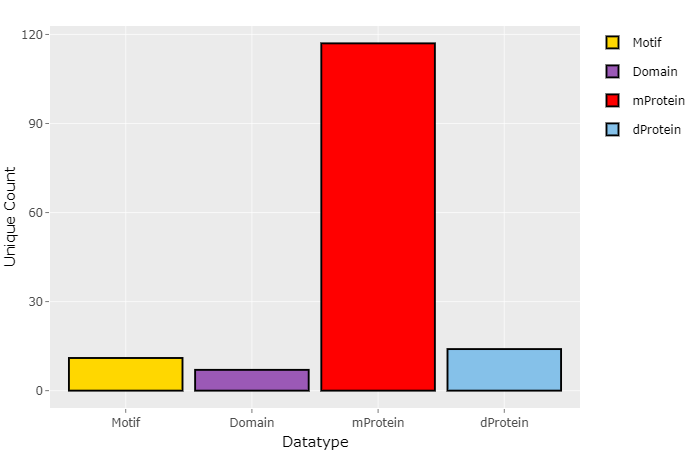 120
90
60
30
0
Unique Count
Motif
Domain
mProtein
dProtein
Datatype
Motif
Domain
mProtein
dProtein